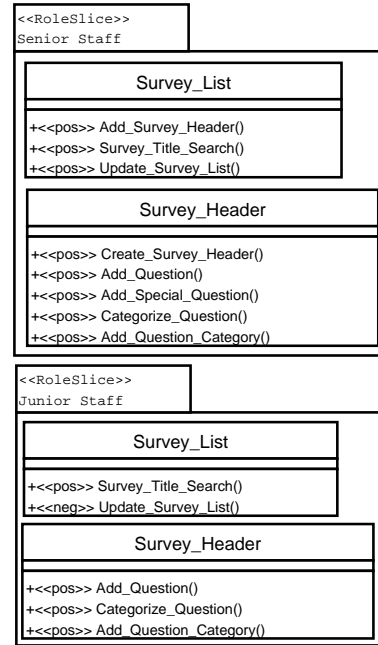 <<RoleSlice>>
Senior Staff
Survey_List
+<<pos>> Add_Survey_Header()
+<<pos>> Survey_Title_Search()
+<<pos>> Update_Survey_List()
Survey_Header
+<<pos>> Create_Survey_Header()
+<<pos>> Add_Question()
+<<pos>> Add_Special_Question()
+<<pos>> Categorize_Question()
+<<pos>> Add_Question_Category()
<<RoleSlice>>
Junior Staff
Survey_List
+<<pos>> Survey_Title_Search()
+<<neg>> Update_Survey_List()
Survey_Header
+<<pos>> Add_Question()
+<<pos>> Categorize_Question()
+<<pos>> Add_Question_Category()